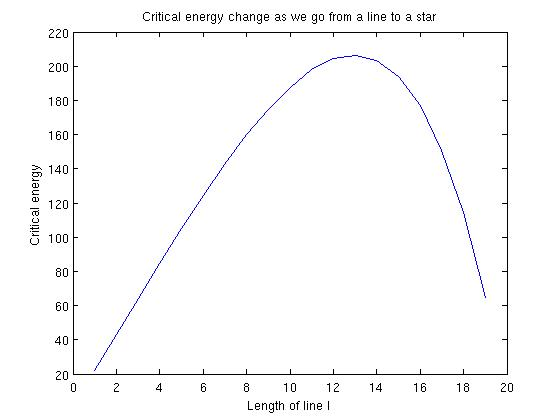 Critical energy change as we go from a line to a star
220
200
180
160
140
120
100
80
60
40
20
Critical energy
0 2 4 6 8 10 12 14 16 18 20
Length of line l